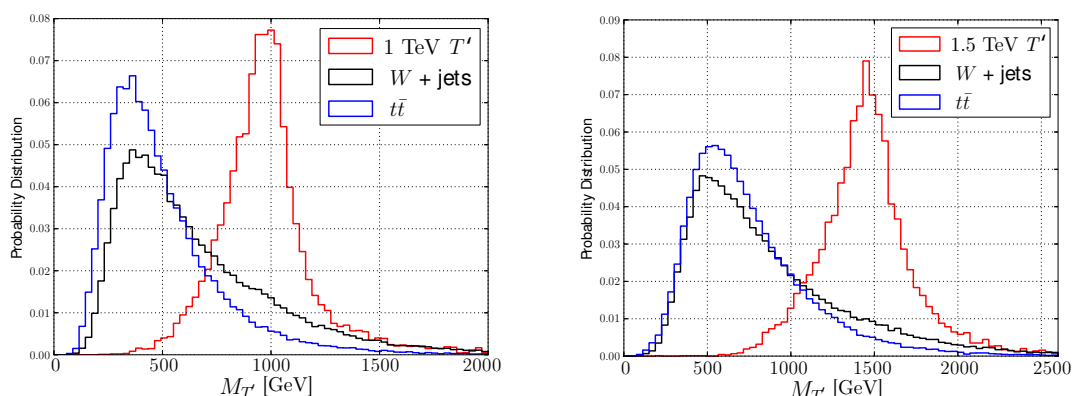 0.08
0.07
0.06
0.05
0.04
0.03
0.02
0.01
0.00
Probability Distribution
0 500 1000 1500 2000
M_{T′} [GeV]
1 TeV T′
W + jets
tt̄
0.09
0.08
0.07
0.06
0.05
0.04
0.03
0.02
0.01
0.00
Probability Distribution
0 500 1000 1500 2000 2500
M_{T′} [GeV]
1.5 TeV T′
W + jets
tt̄